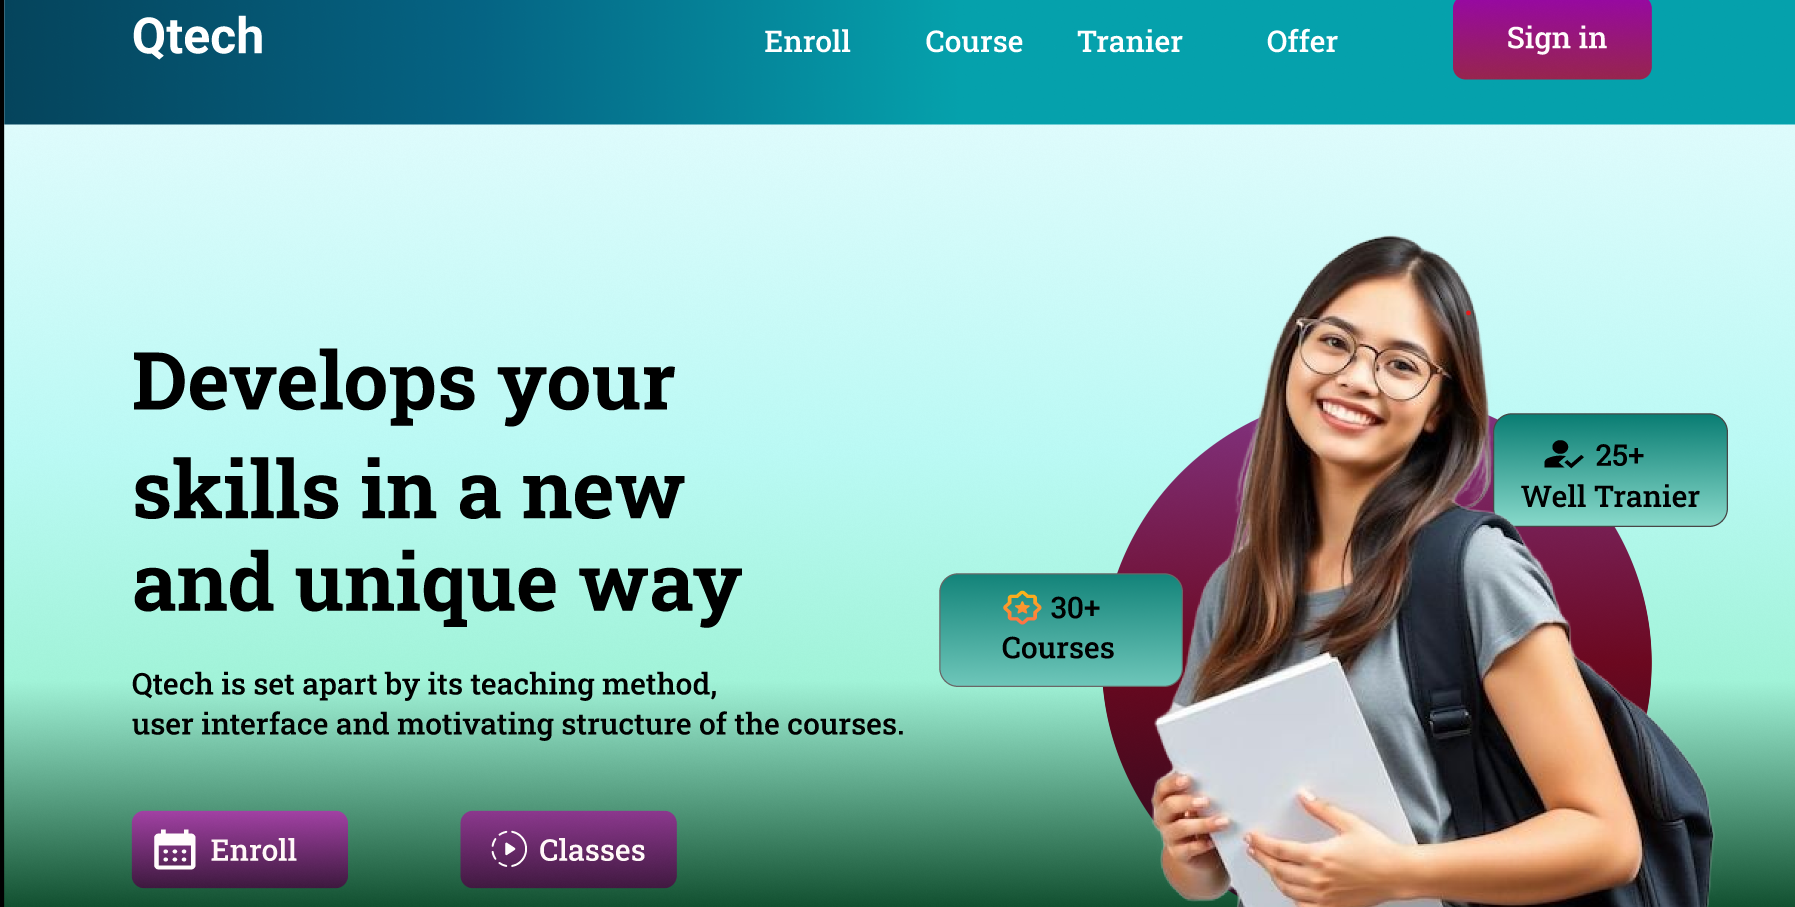 Qtech
Enroll
Course
Tranier
Offer
Sign in
Develops your
skills in a new
and unique way
Qtech is set apart by its teaching method,
user interface and motivating structure of the courses.
Enroll
Classes
30+
Courses
25+
Well Tranier